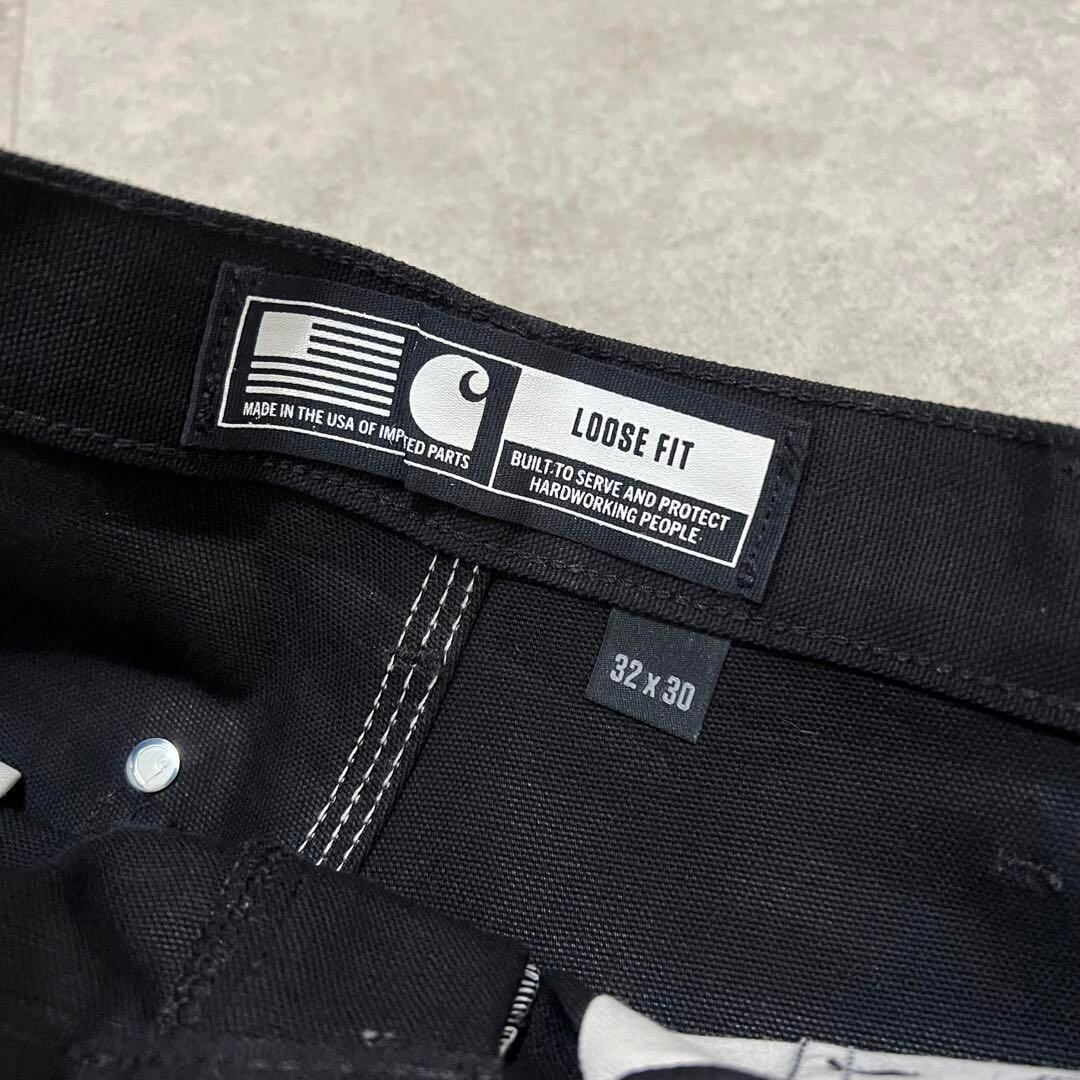 MADE IN THE USA OF IMP TED PARTS
LOOSE FIT
BUILT TO SERVE AND PROTECT
HARDWORKING PEOPLE.
32 x 30